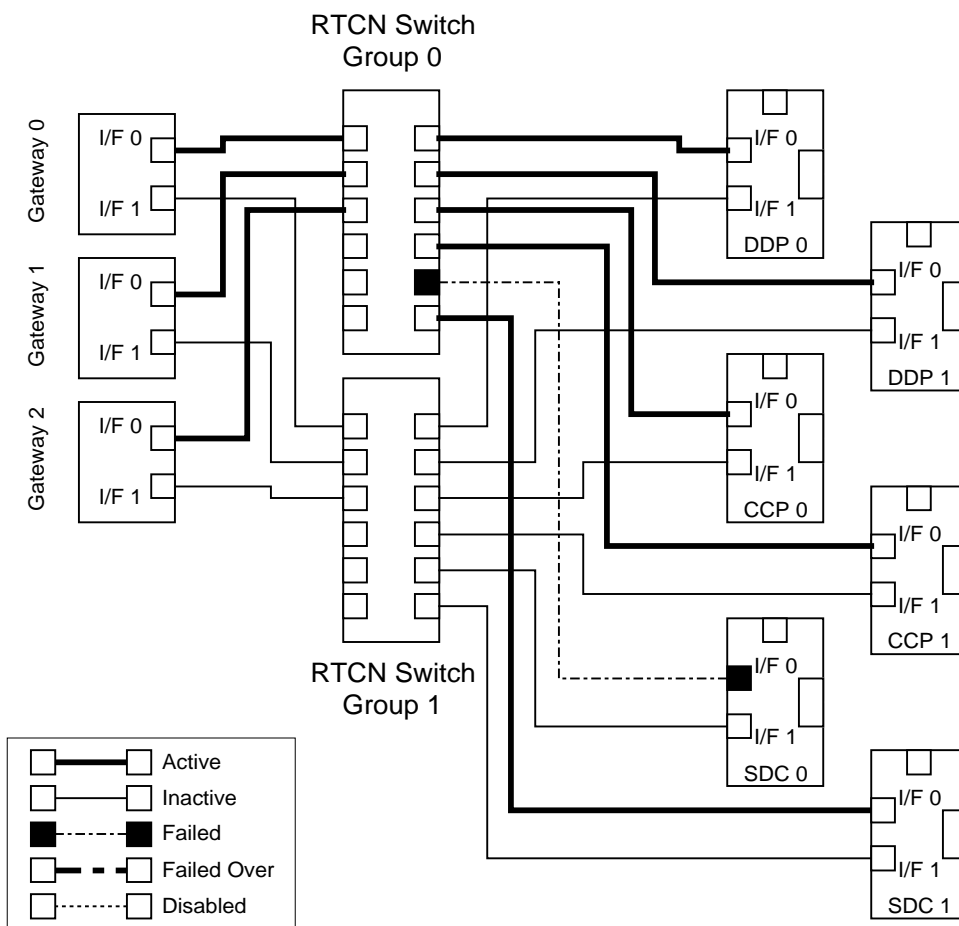 RTCN Switch
Group 0
Gateway 0
I/F 0
I/F 1
Gateway 1
I/F 0
I/F 1
Gateway 2
I/F 0
I/F 1
I/F 0
I/F 1
DDP 0
I/F 0
I/F 1
DDP 1
I/F 0
I/F 1
CCP 0
I/F 0
I/F 1
CCP 1
I/F 0
I/F 1
SDC 0
I/F 0
I/F 1
SDC 1
RTCN Switch
Group 1
Active
Inactive
Failed
Failed Over
Disabled